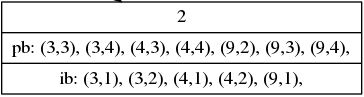 2
pb: (3,3), (3,4), (4,3), (4,4), (9,2), (9,3), (9,4),
ib: (3,1), (3,2), (4,1), (4,2), (9,1),